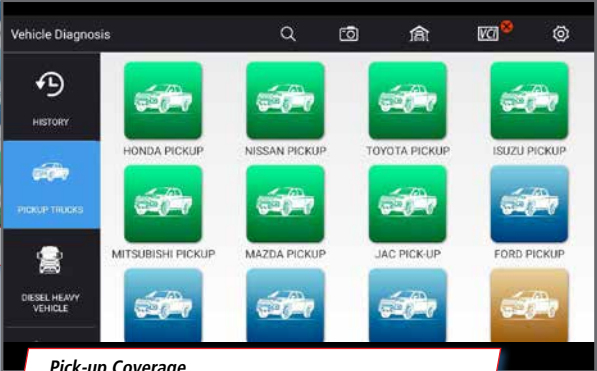 Vehicle Diagnosis
VCI
HISTORY
HONDA PICKUP
NISSAN PICKUP
TOYOTA PICKUP
ISUZU PICKUP
PICKUP TRUCKS
MITSUBISHI PICKUP
MAZDA PICKUP
JAC PICK-UP
FORD PICKUP
DIESEL HEAVY
VEHICLE
Pick-up Coverage